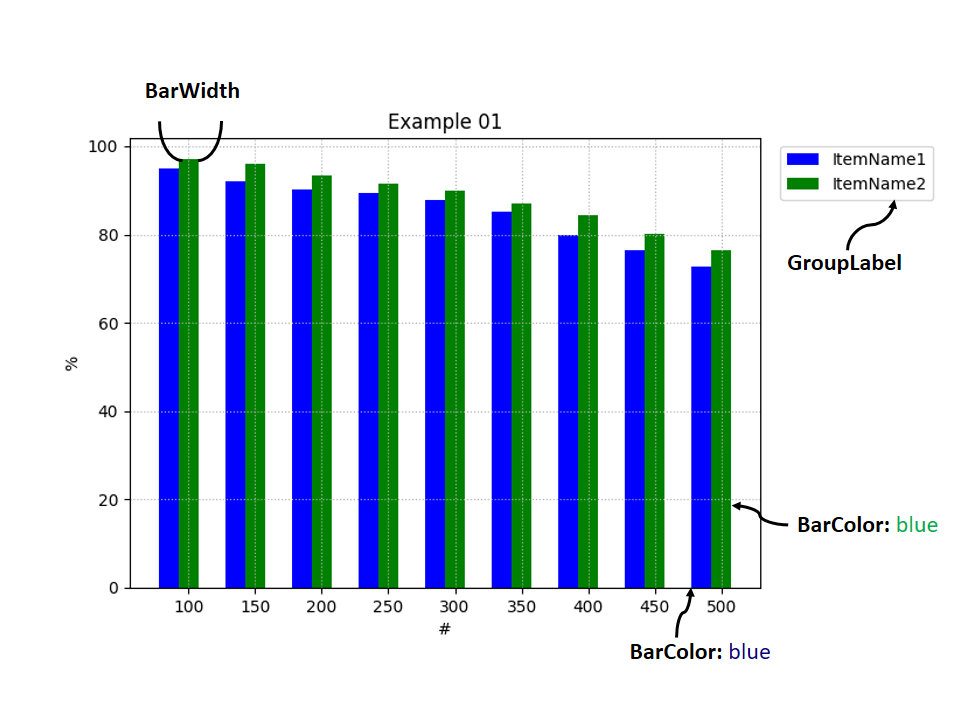 BarWidth
Example 01
100
80
60
40
20
0
%
ItemName1
ItemName2
GroupLabel
BarColor: blue
100 150 200 250 300 350 400 450 500
#
BarColor: blue